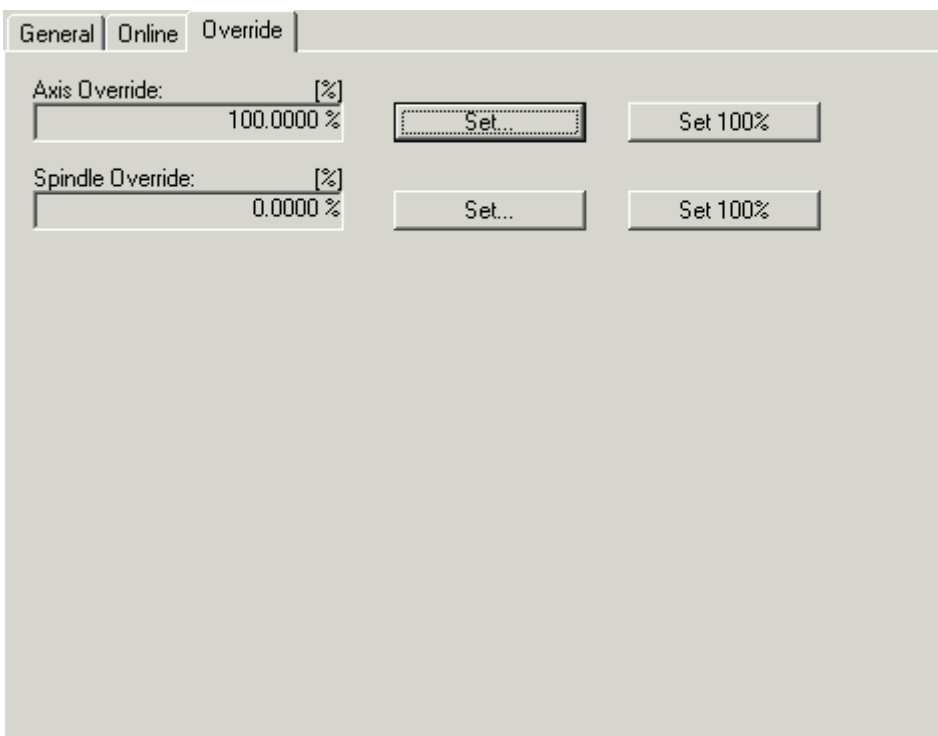 General Online Override
Axis Override: [%]
100.0000 % Set... Set 100%
Spindle Override: [%]
0.0000 % Set... Set 100%